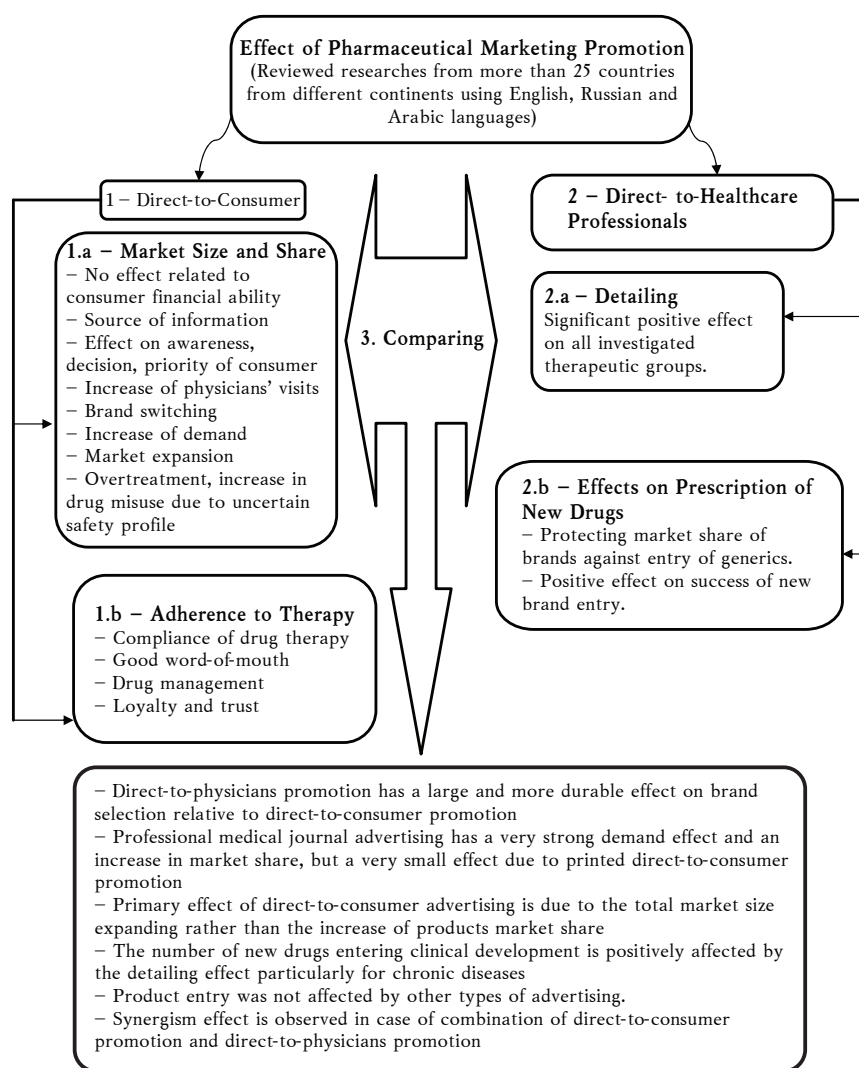 Effect of Pharmaceutical Marketing Promotion
(Reviewed researches from more than 25 countries
from different continents using English, Russian and
Arabic languages)
1 – Direct-to-Consumer
1.a – Market Size and Share
– No effect related to
consumer financial ability
– Source of information
– Effect on awareness,
decision, priority of consumer
– Increase of physicians’ visits
– Brand switching
– Increase of demand
– Market expansion
– Overtreatment, increase in
drug misuse due to uncertain
safety profile
1.b – Adherence to Therapy
– Compliance of drug therapy
– Good word-of-mouth
– Drug management
– Loyalty and trust
3. Comparing
2 – Direct- to-Healthcare
Professionals
2.a – Detailing
Significant positive effect
on all investigated
therapeutic groups.
2.b – Effects on Prescription of
New Drugs
– Protecting market share of
brands against entry of generics.
– Positive effect on success of new
brand entry.
– Direct-to-physicians promotion has a large and more durable effect on brand
selection relative to direct-to-consumer promotion
– Professional medical journal advertising has a very strong demand effect and an
increase in market share, but a very small effect due to printed direct-to-consumer
promotion
– Primary effect of direct-to-consumer advertising is due to the total market size
expanding rather than the increase of products market share
– The number of new drugs entering clinical development is positively affected by
the detailing effect particularly for chronic diseases
– Product entry was not affected by other types of advertising.
– Synergism effect is observed in case of combination of direct-to-consumer
promotion and direct-to-physicians promotion